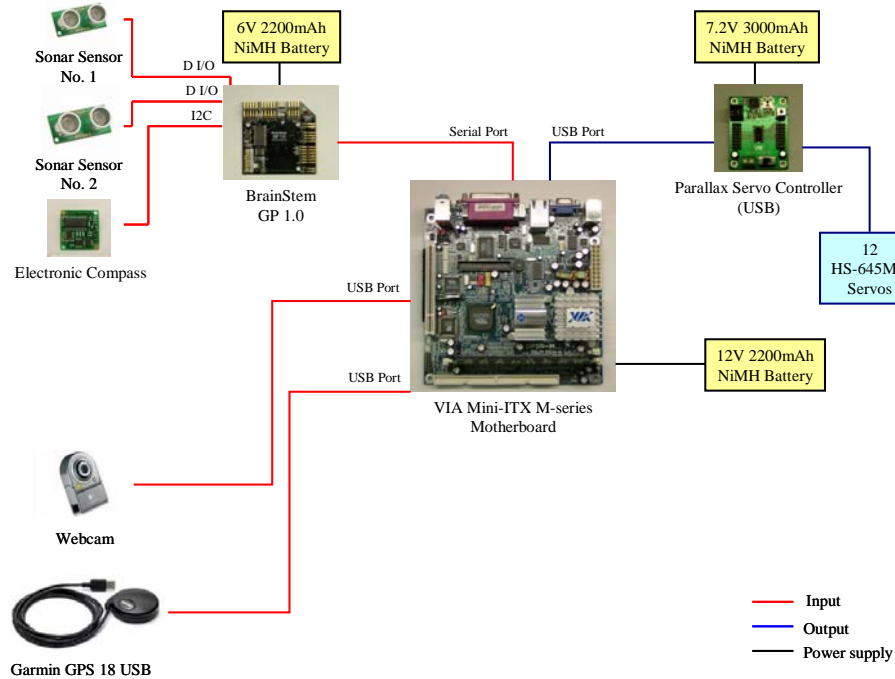 6V 2200mAh
NiMH Battery
7.2V 3000mAh
NiMH Battery
Sonar Sensor
No. 1
D I/O
D I/O
I2C
Serial Port
USB Port
Sonar Sensor
No. 2
BrainStem
GP 1.0
Parallax Servo Controller
(USB)
Electronic Compass
12
HS-645M
Servos
USB Port
USB Port
VIA
12V 2200mAh
NiMH Battery
VIA Mini-ITX M-series
Motherboard
Webcam
Garmin GPS 18 USB
Input
Output
Power supply